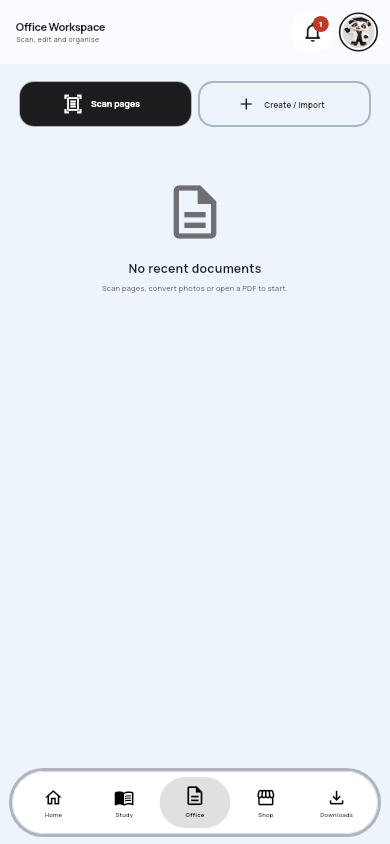 Office Workspace
Scan, edit and organise
1
Scan pages
Create / Import
No recent documents
Scan pages, convert photos or open a PDF to start.
Home
Study
Office
Shop
Downloads